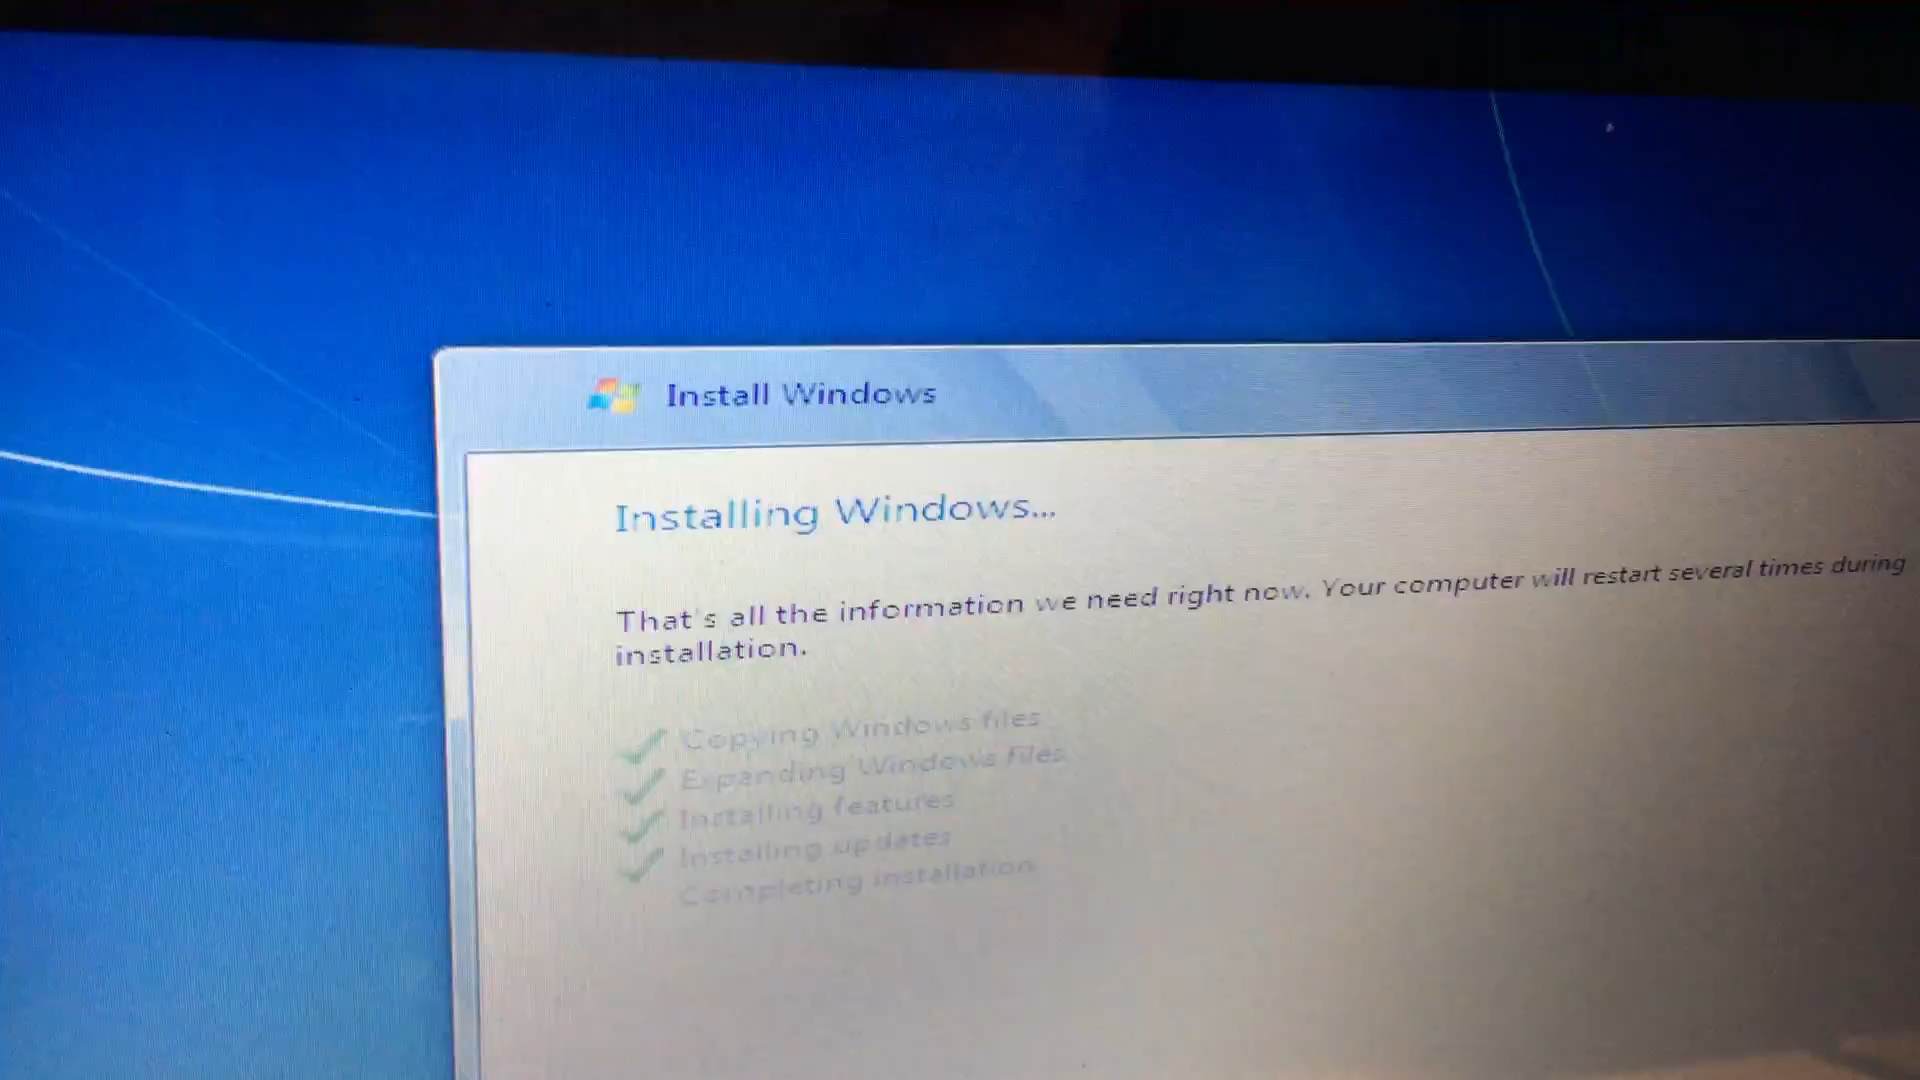 Install Windows
Installing Windows...
That's all the information we need right now. Your computer will restart several times during
installation.
Copying Windows files
Expanding Windows files
Installing features
Installing updates
Completing installation